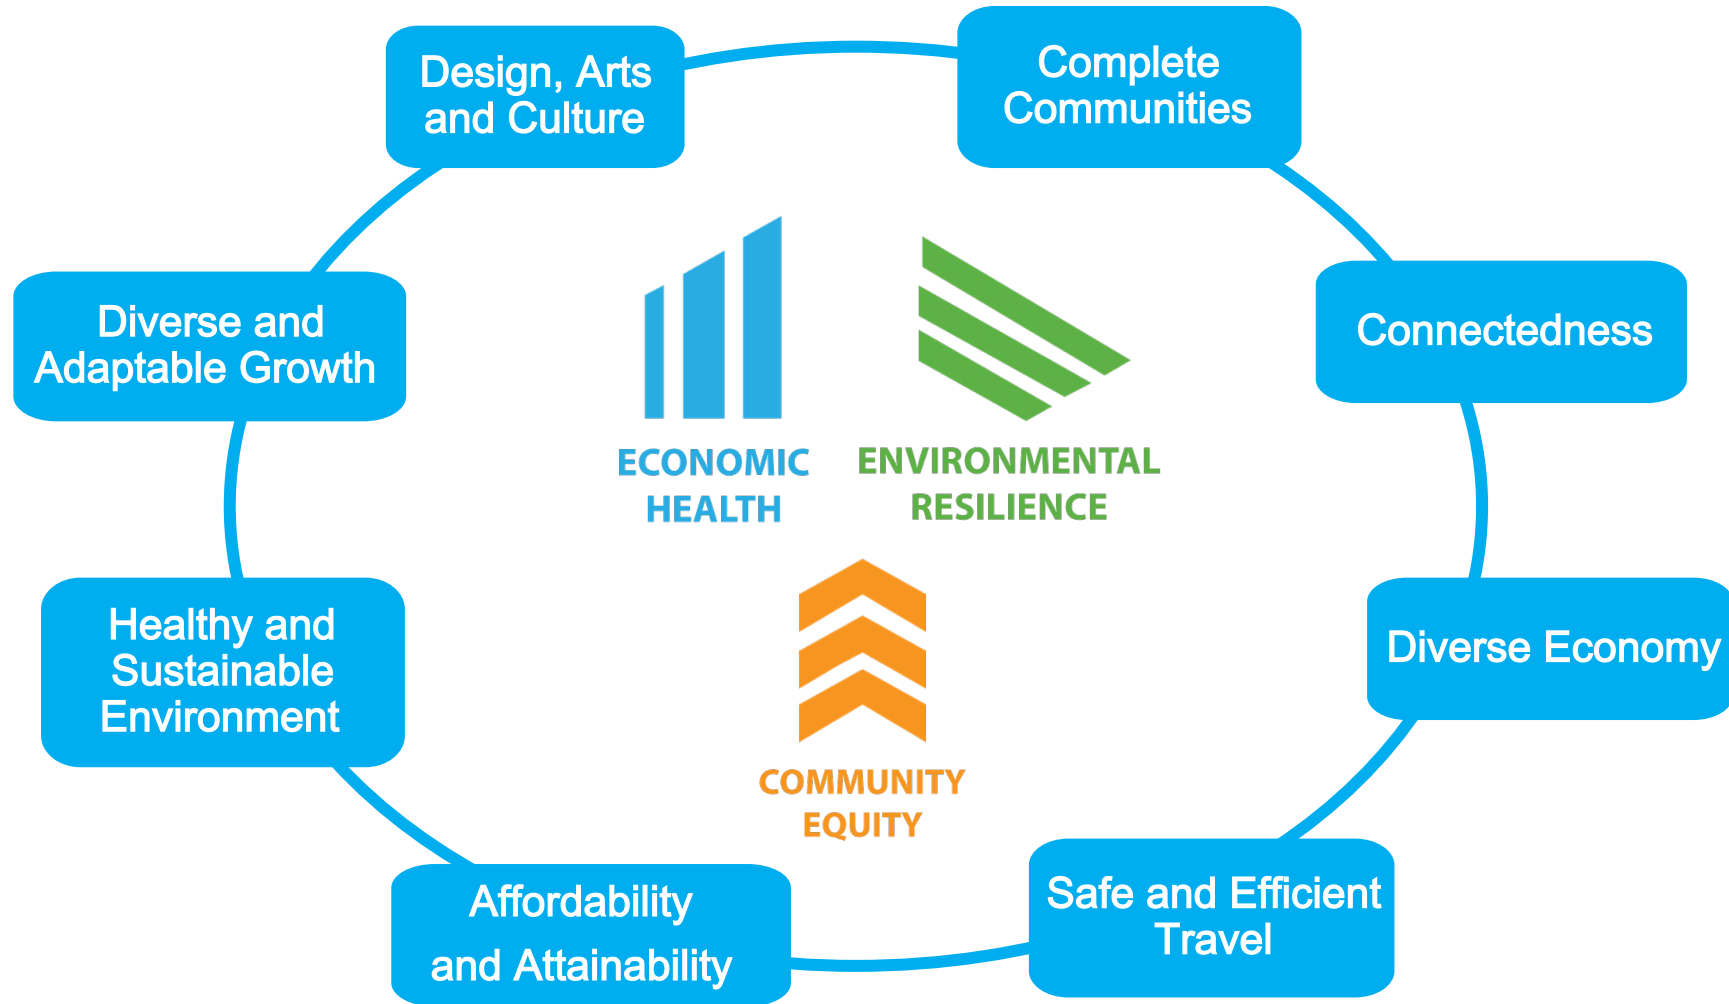 Design, Arts
and Culture
Complete
Communities
Diverse and
Adaptable Growth
Connectedness
ECONOMIC
HEALTH
ENVIRONMENTAL
RESILIENCE
Healthy and
Sustainable
Environment
Diverse Economy
COMMUNITY
EQUITY
Affordability
and Attainability
Safe and Efficient
Travel